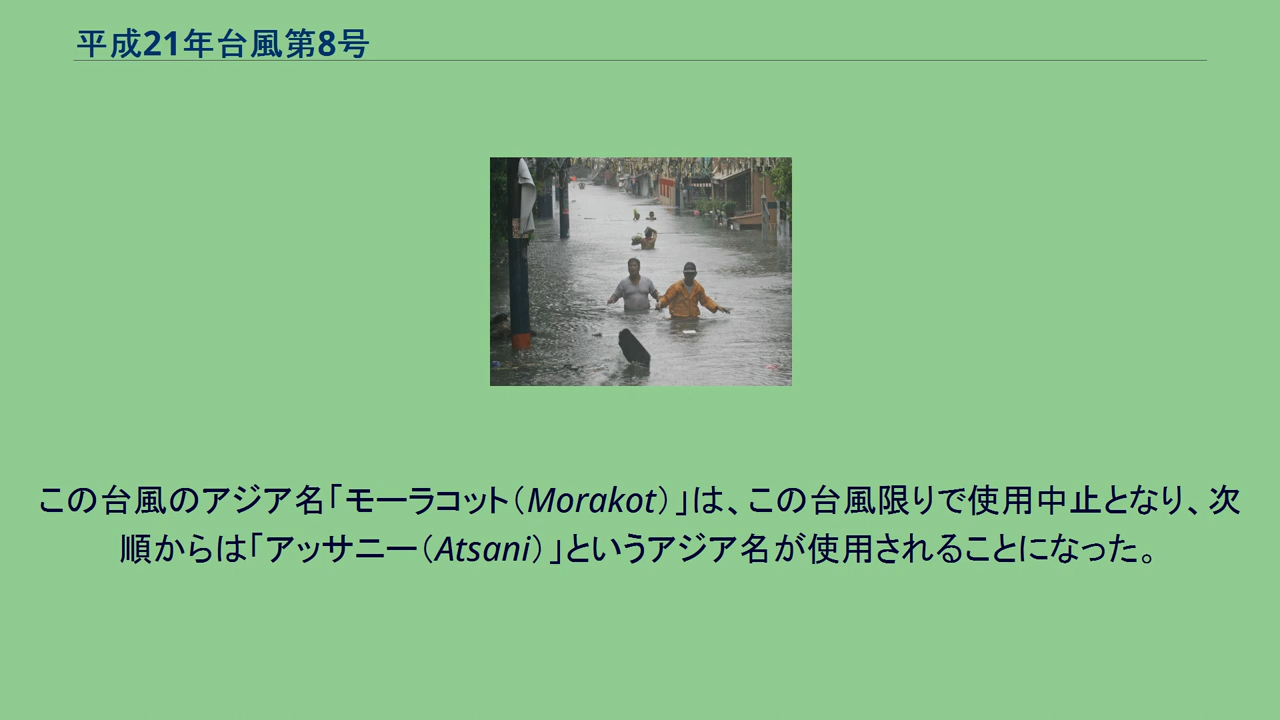 平成21年台風第8号
この台風のアジア名｢モーラコット（Morakot）｣は､この台風限りで使用中止となり､次
順からは｢アッサニー（Atsani）｣というアジア名が使用されることになった｡